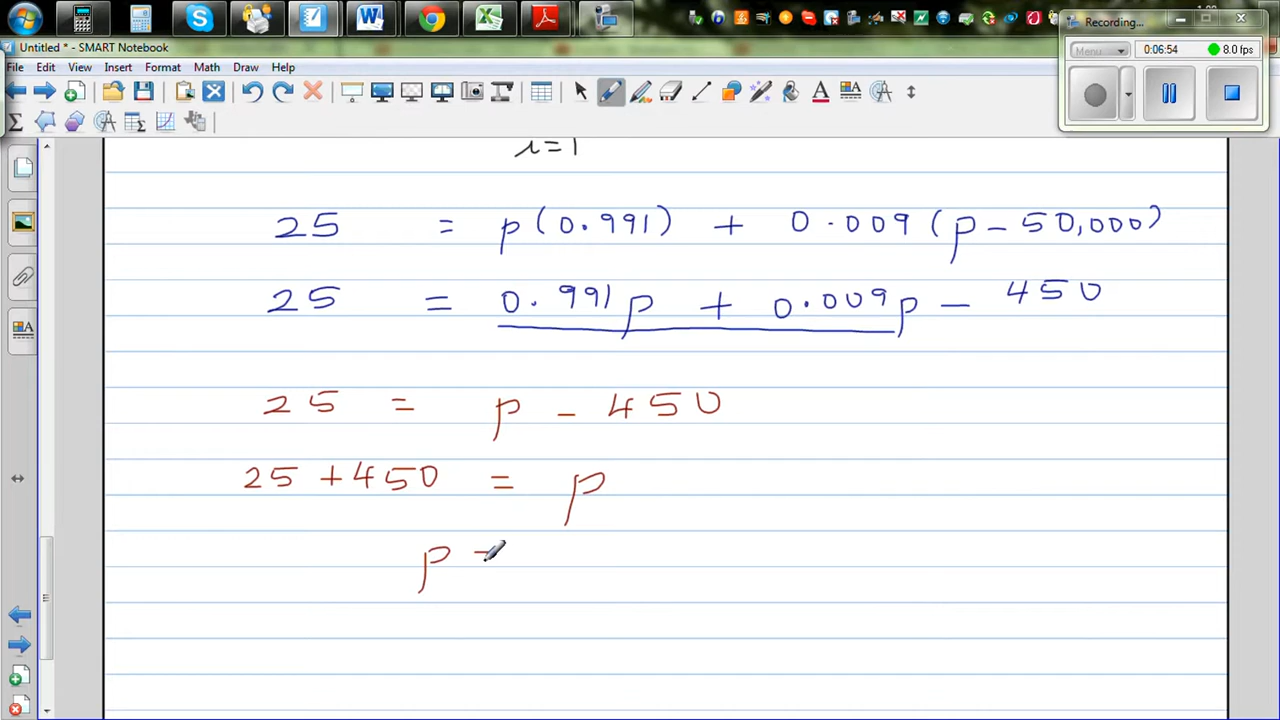 Recording...
Untitled * - SMART Notebook
Menu
0:06:54
8.0 fps
File Edit View Insert Format Math Draw Help
i=1
25 = p(0.991) + 0.009(p-50,000)
25 = 0.991p + 0.009p - 450
25 = p - 450
25 + 450 = p
p -